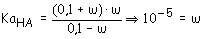 Ka_HA = (0,1 + ω) · ω / 0,1 - ω ⇒ 10^-5 = ω